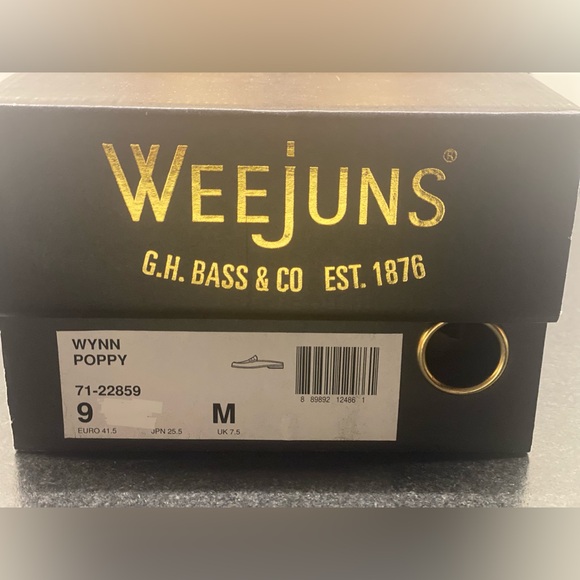 WEEJUNS®
G.H. BASS & CO EST. 1876
WYNN
POPPY
71-22859
9 M
EURO 41.5 JPN 25.5 UK 7.5
8 89892 12486 1